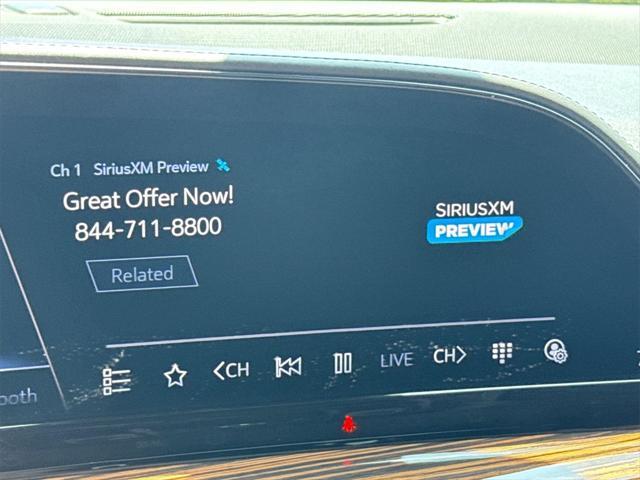 Ch 1 SiriusXM Preview
Great Offer Now!
844-711-8800
Related
SIRIUSXM
PREVIEW
<CH
LIVE
CH>
ooth